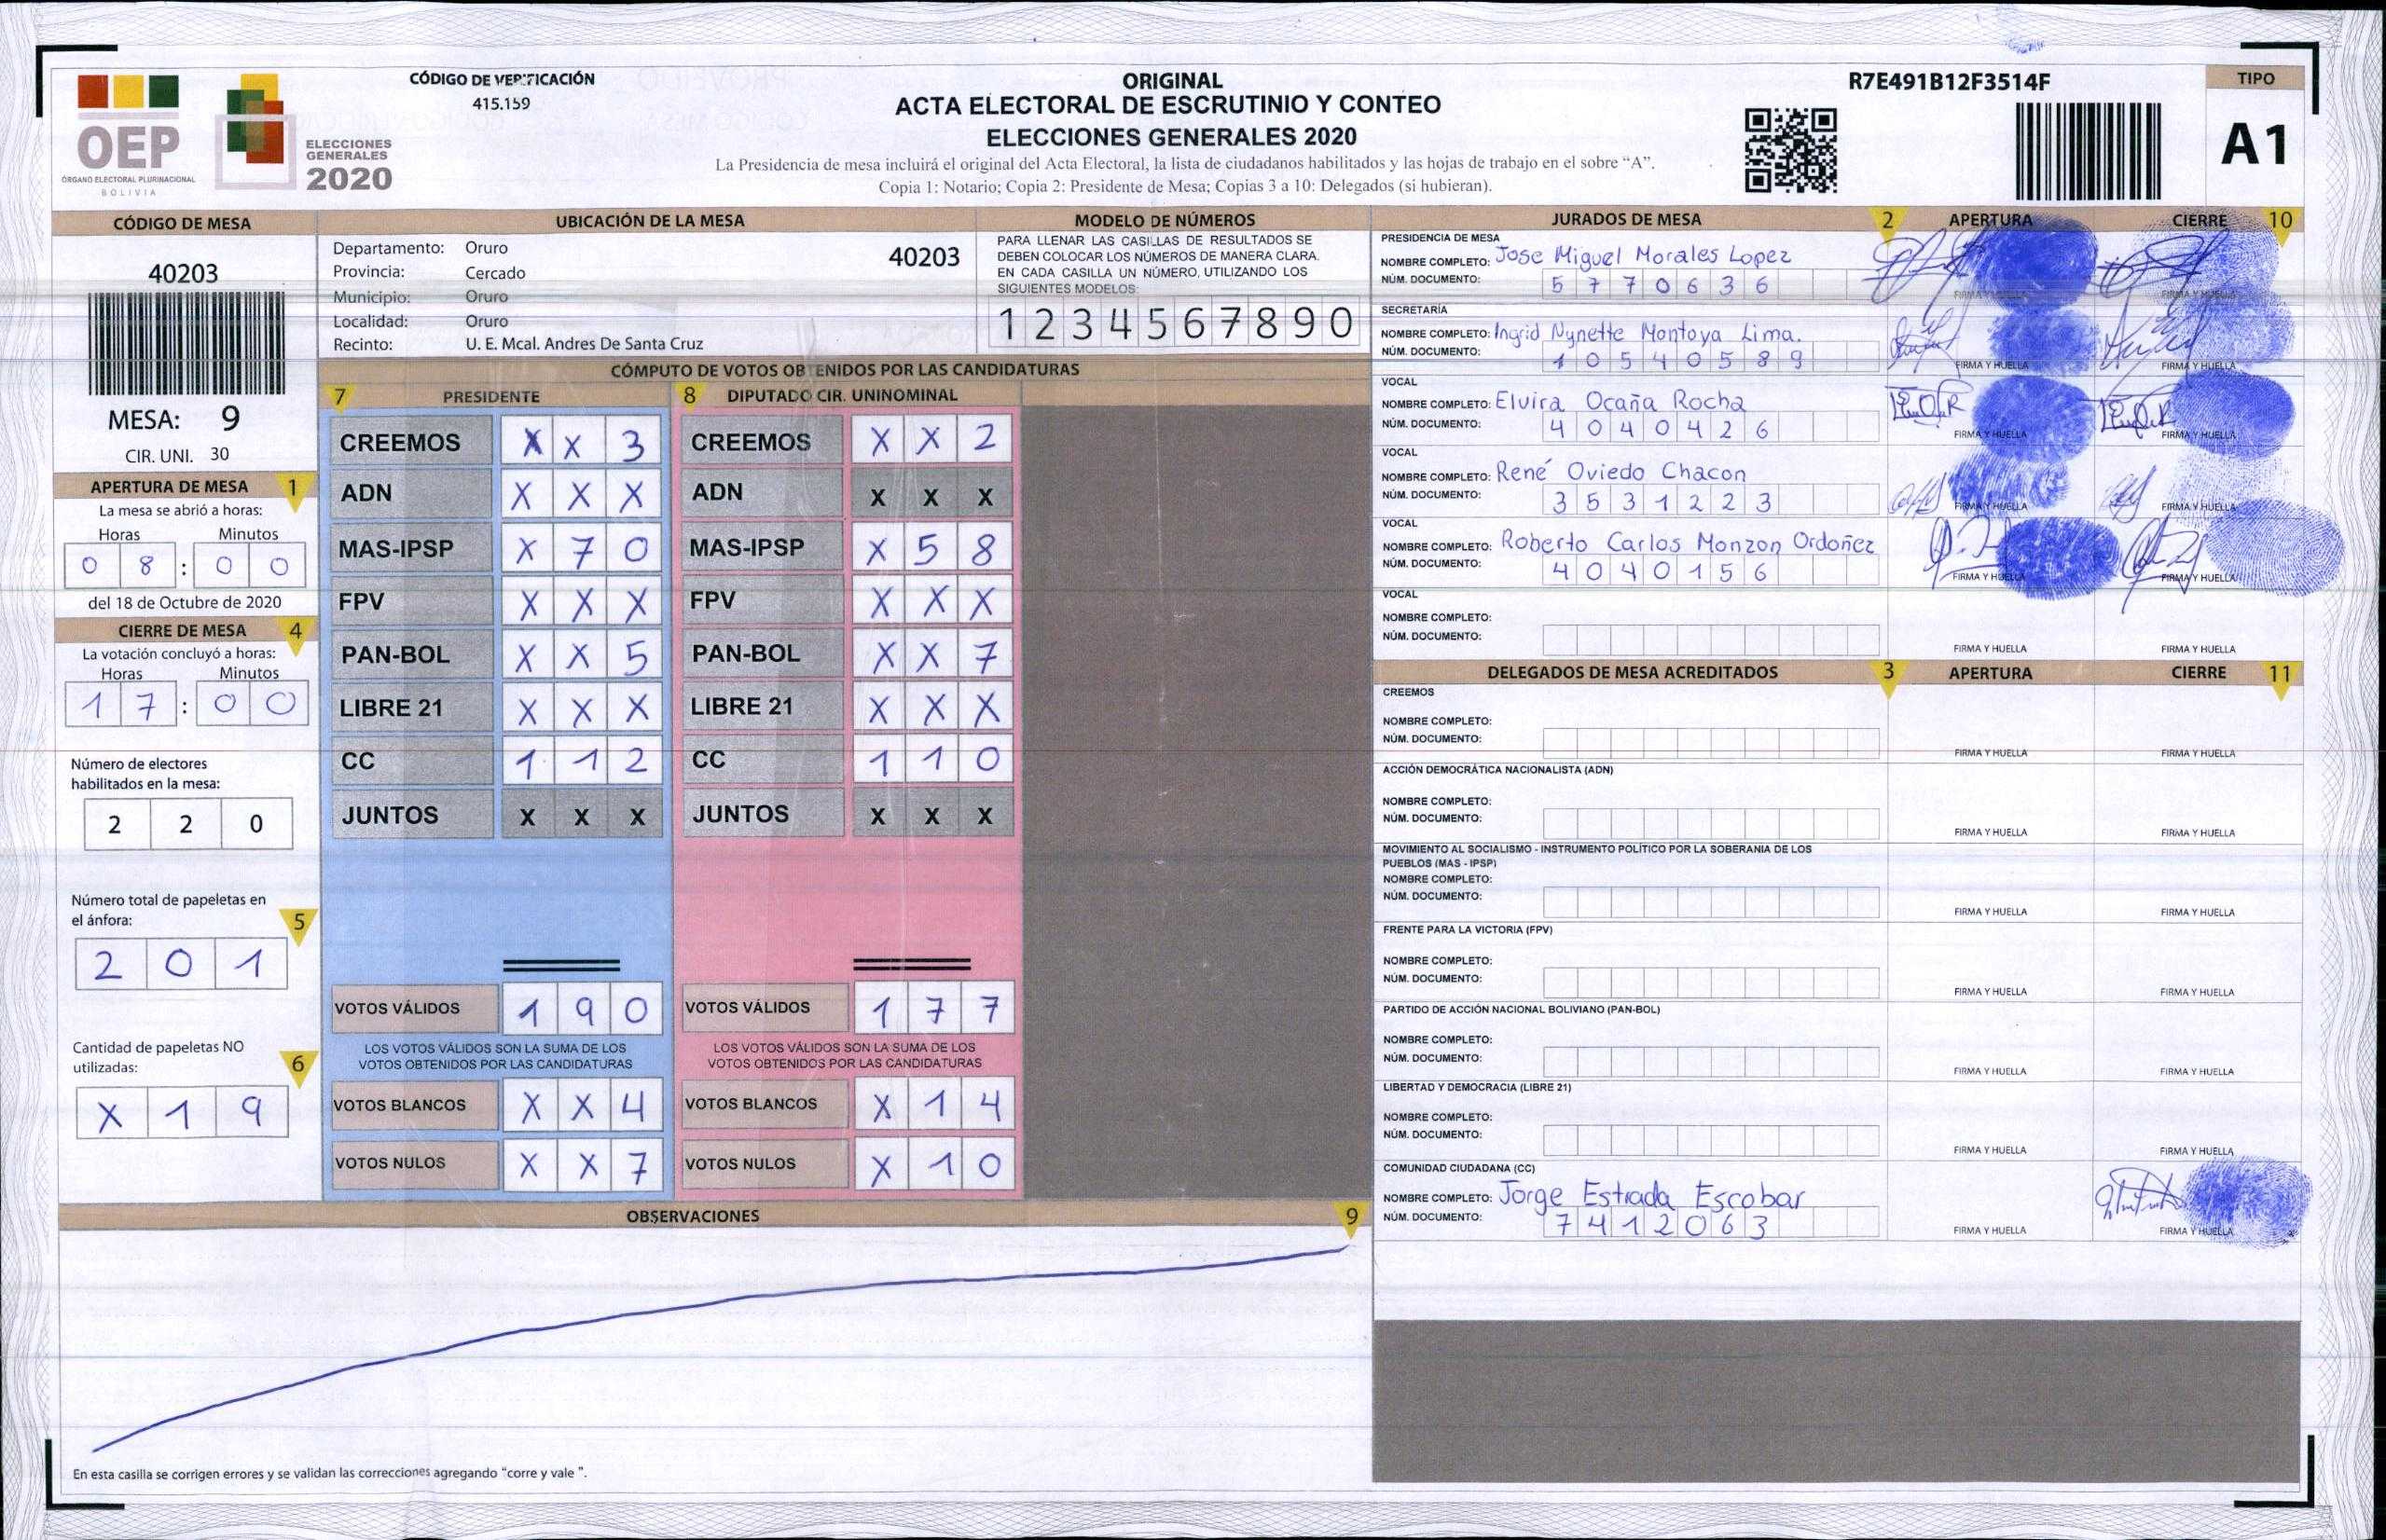 OEP
ÓRGANO ELECTORAL PLURINACIONAL
BOLIVIA
ELECCIONES
GENERALES
2020
CÓDIGO DE VERIFICACIÓN
415.159
ORIGINAL
ACTA ELECTORAL DE ESCRUTINIO Y CONTEO
ELECCIONES GENERALES 2020
La Presidencia de mesa incluirá el original del Acta Electoral, la lista de ciudadanos habilitados y las hojas de trabajo en el sobre “A”.
Copia 1: Notario; Copia 2: Presidente de Mesa; Copias 3 a 10: Delegados (si hubieran).
R7E491B12F3514F
TIPO
A1
CÓDIGO DE MESA
40203
MESA: 9
CIR. UNI. 30
APERTURA DE MESA 1
La mesa se abrió a horas:
Horas Minutos
0 8 : 0 0
del 18 de Octubre de 2020
CIERRE DE MESA 4
La votación concluyó a horas:
Horas Minutos
1 7 : 0 0
Número de electores
habilitados en la mesa:
2 2 0
Número total de papeletas en
el ánfora: 5
2 0 1
Cantidad de papeletas NO
utilizadas: 6
X 1 9
UBICACIÓN DE LA MESA
Departamento: Oruro 40203
Provincia: Cercado
Municipio: Oruro
Localidad: Oruro
Recinto: U. E. Mcal. Andres De Santa Cruz
MODELO DE NÚMEROS
PARA LLENAR LAS CASILLAS DE RESULTADOS SE
DEBEN COLOCAR LOS NÚMEROS DE MANERA CLARA.
EN CADA CASILLA UN NÚMERO, UTILIZANDO LOS
SIGUIENTES MODELOS:
1 2 3 4 5 6 7 8 9 0
CÓMPUTO DE VOTOS OBTENIDOS POR LAS CANDIDATURAS
7 PRESIDENTE 8 DIPUTADO CIR. UNINOMINAL
CREEMOS X X 3 CREEMOS X X 2
ADN X X X ADN X X X
MAS-IPSP X 7 0 MAS-IPSP X 5 8
FPV X X X FPV X X X
PAN-BOL X X 5 PAN-BOL X X 7
LIBRE 21 X X X LIBRE 21 X X X
CC 1 1 2 CC 1 1 0
JUNTOS X X X JUNTOS X X X
VOTOS VÁLIDOS 1 9 0 VOTOS VÁLIDOS 1 7 7
LOS VOTOS VÁLIDOS SON LA SUMA DE LOS LOS VOTOS VÁLIDOS SON LA SUMA DE LOS
VOTOS OBTENIDOS POR LAS CANDIDATURAS VOTOS OBTENIDOS POR LAS CANDIDATURAS
VOTOS BLANCOS X X 4 VOTOS BLANCOS X 1 4
VOTOS NULOS X X 7 VOTOS NULOS X 1 0
OBSERVACIONES 9
En esta casilla se corrigen errores y se validan las correcciones agregando “corre y vale ”.
JURADOS DE MESA 2 APERTURA CIERRE 10
PRESIDENCIA DE MESA
NOMBRE COMPLETO: Jose Miguel Morales Lopez
NÚM. DOCUMENTO: 5 7 7 0 6 3 6
FIRMA Y HUELLA FIRMA Y HUELLA
SECRETARÍA
NOMBRE COMPLETO: Ingrid Nynette Montoya Lima.
NÚM. DOCUMENTO: 1 0 5 4 0 5 8 9
FIRMA Y HUELLA FIRMA Y HUELLA
VOCAL
NOMBRE COMPLETO: Elvira Ocaña Rocha
NÚM. DOCUMENTO: 4 0 4 0 4 2 6
FIRMA Y HUELLA FIRMA Y HUELLA
VOCAL
NOMBRE COMPLETO: René Oviedo Chacon
NÚM. DOCUMENTO: 3 5 3 1 2 2 3
FIRMA Y HUELLA FIRMA Y HUELLA
VOCAL
NOMBRE COMPLETO: Roberto Carlos Monzon Ordoñez
NÚM. DOCUMENTO: 4 0 4 0 1 5 6
FIRMA Y HUELLA FIRMA Y HUELLA
VOCAL
NOMBRE COMPLETO:
NÚM. DOCUMENTO:
FIRMA Y HUELLA FIRMA Y HUELLA
DELEGADOS DE MESA ACREDITADOS 3 APERTURA CIERRE 11
CREEMOS
NOMBRE COMPLETO:
NÚM. DOCUMENTO:
FIRMA Y HUELLA FIRMA Y HUELLA
ACCIÓN DEMOCRÁTICA NACIONALISTA (ADN)
NOMBRE COMPLETO:
NÚM. DOCUMENTO:
FIRMA Y HUELLA FIRMA Y HUELLA
MOVIMIENTO AL SOCIALISMO - INSTRUMENTO POLÍTICO POR LA SOBERANIA DE LOS
PUEBLOS (MAS - IPSP)
NOMBRE COMPLETO:
NÚM. DOCUMENTO:
FIRMA Y HUELLA FIRMA Y HUELLA
FRENTE PARA LA VICTORIA (FPV)
NOMBRE COMPLETO:
NÚM. DOCUMENTO:
FIRMA Y HUELLA FIRMA Y HUELLA
PARTIDO DE ACCIÓN NACIONAL BOLIVIANO (PAN-BOL)
NOMBRE COMPLETO:
NÚM. DOCUMENTO:
FIRMA Y HUELLA FIRMA Y HUELLA
LIBERTAD Y DEMOCRACIA (LIBRE 21)
NOMBRE COMPLETO:
NÚM. DOCUMENTO:
FIRMA Y HUELLA FIRMA Y HUELLA
COMUNIDAD CIUDADANA (CC)
NOMBRE COMPLETO: Jorge Estrada Escobar
NÚM. DOCUMENTO: 7 4 1 2 0 6 3
FIRMA Y HUELLA FIRMA Y HUELLA